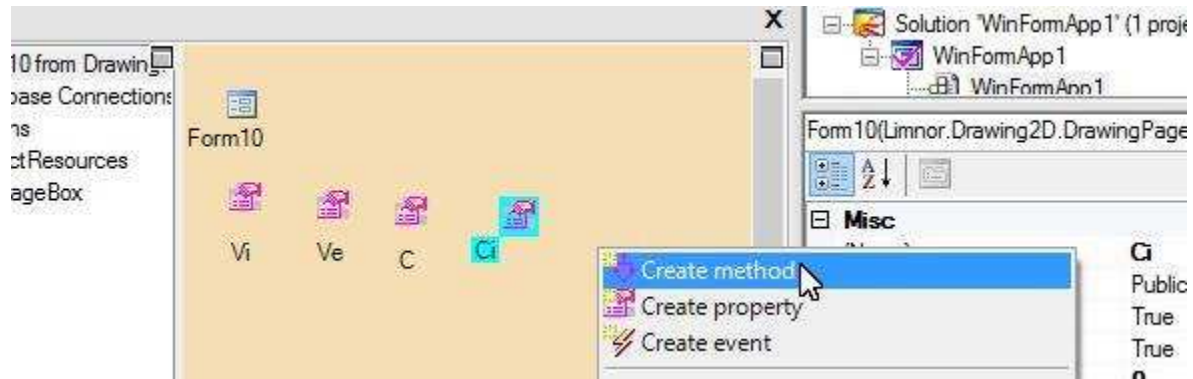 X
Solution 'WinFormApp1' (1 proje
WinFormApp1
WinFormApp1
10 from Drawing
base Connections
ns
ctResources
ageBox
Form10
Vi
Ve
C
Ci
Create method
Create property
Create event
Form10(Limnor.Drawing2D.DrawingPage
A
Z
Misc
Ci
Public
True
True